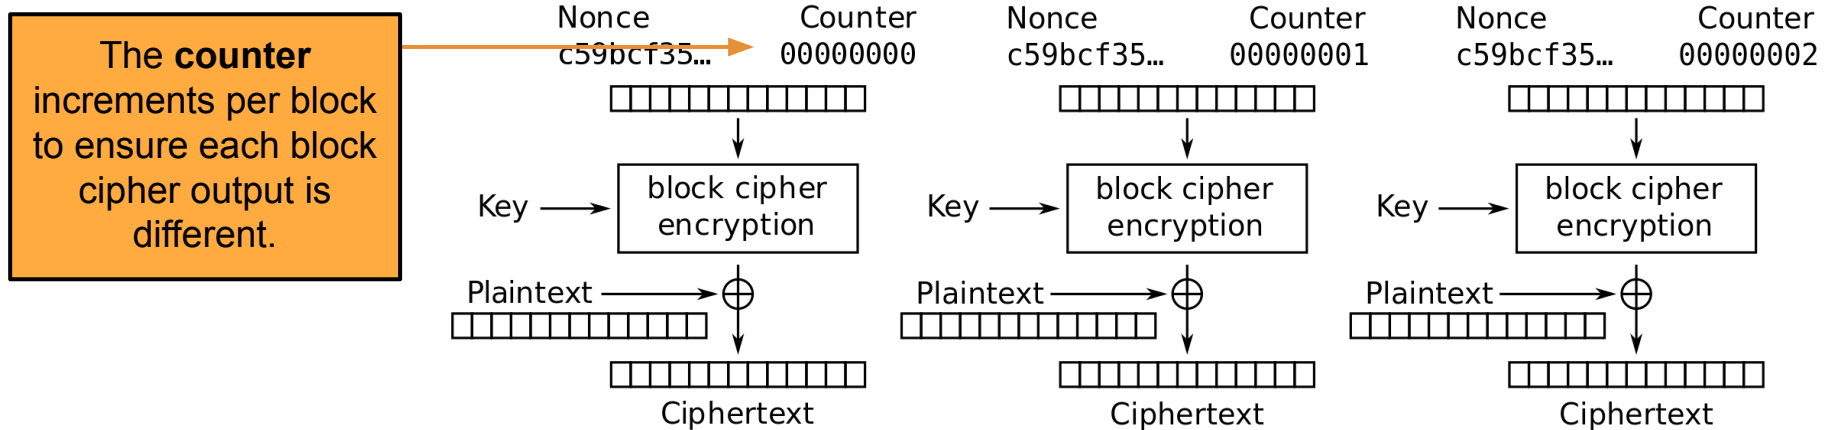 The counter
increments per block
to ensure each block
cipher output is
different.
Nonce Counter
c59bcf35… 00000000
block cipher
encryption
Key
Plaintext
Ciphertext
Nonce Counter
c59bcf35… 00000001
block cipher
encryption
Key
Plaintext
Ciphertext
Nonce Counter
c59bcf35… 00000002
block cipher
encryption
Key
Plaintext
Ciphertext